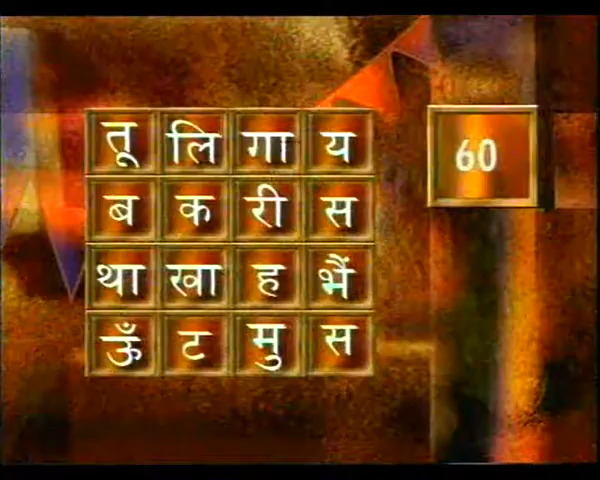 तू लि गा य
60
ब क री स
था खा ह भैं
ऊँ ट मु स